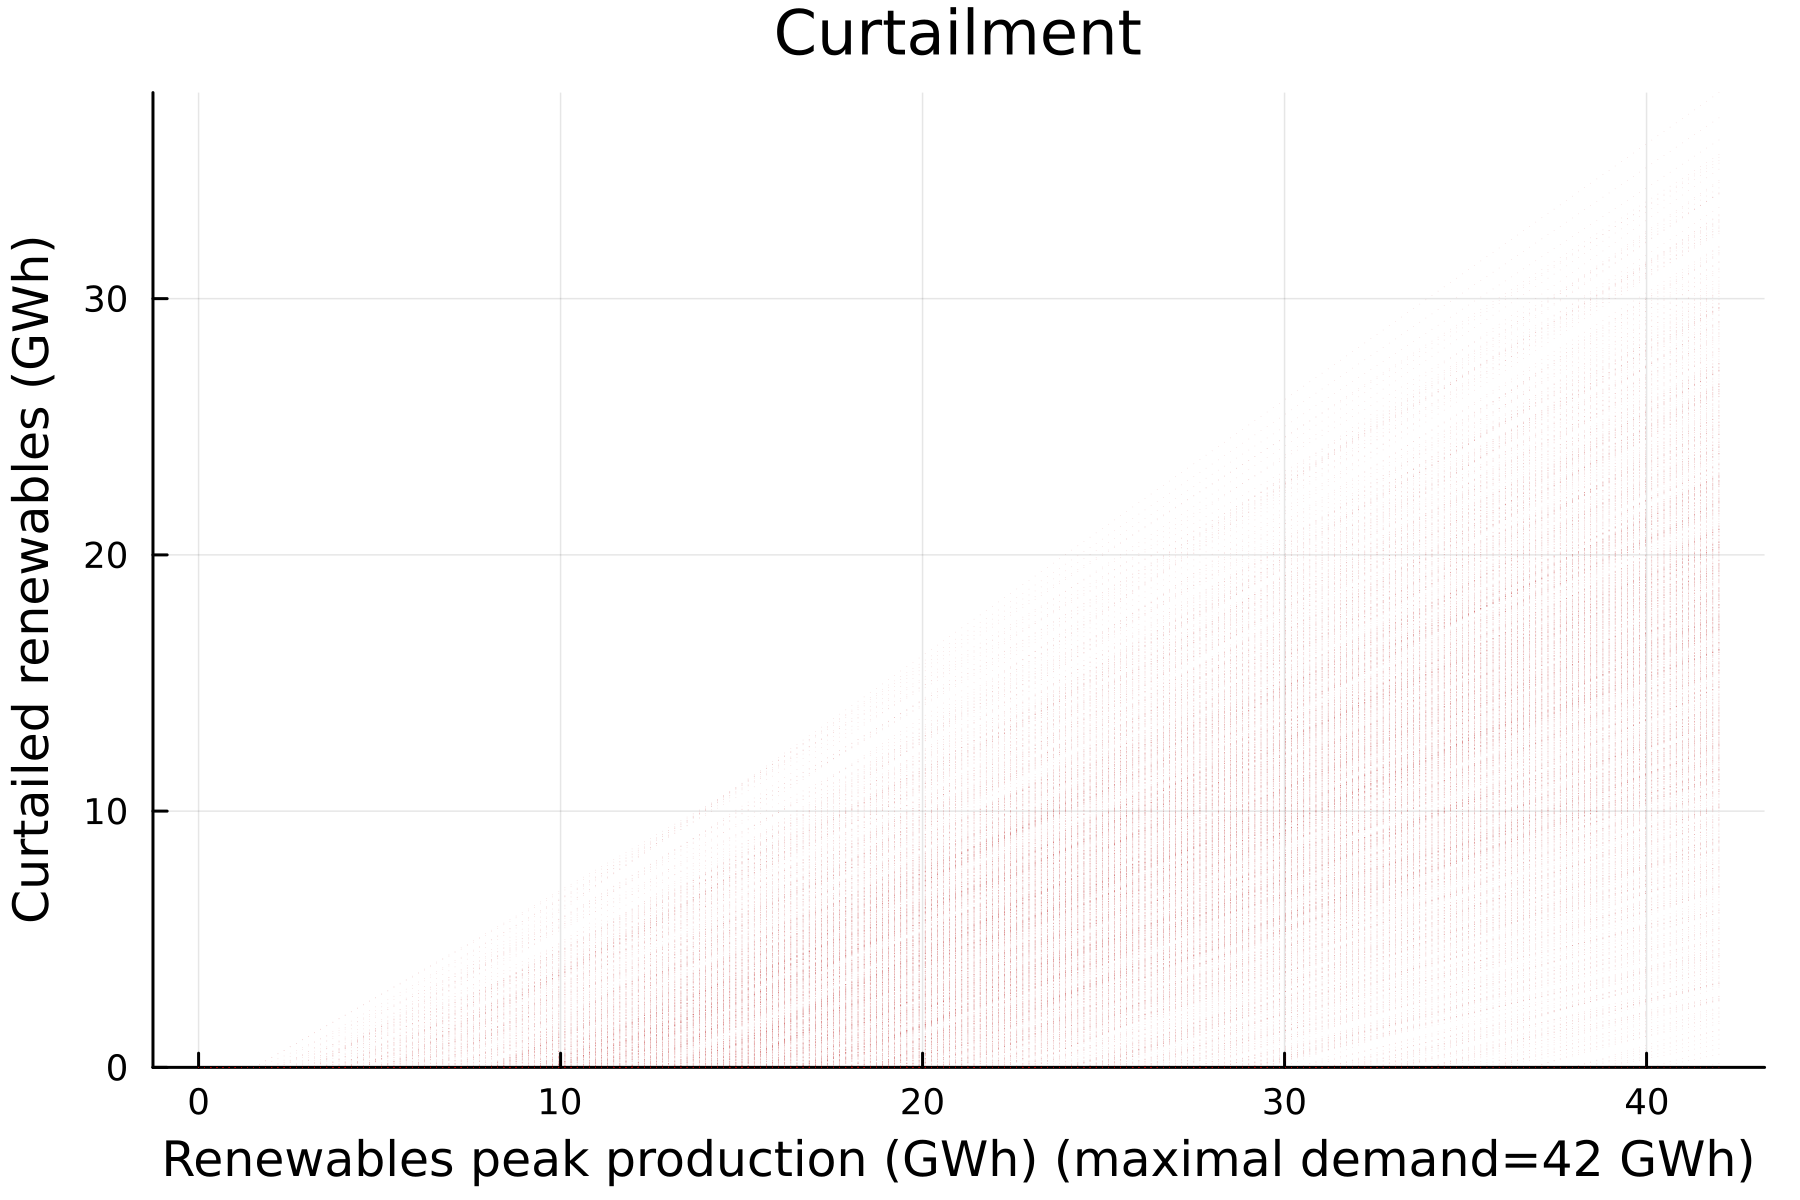 Curtailment
Curtailed renewables (GWh)
30
20
10
0
0 10 20 30 40
Renewables peak production (GWh) (maximal demand=42 GWh)